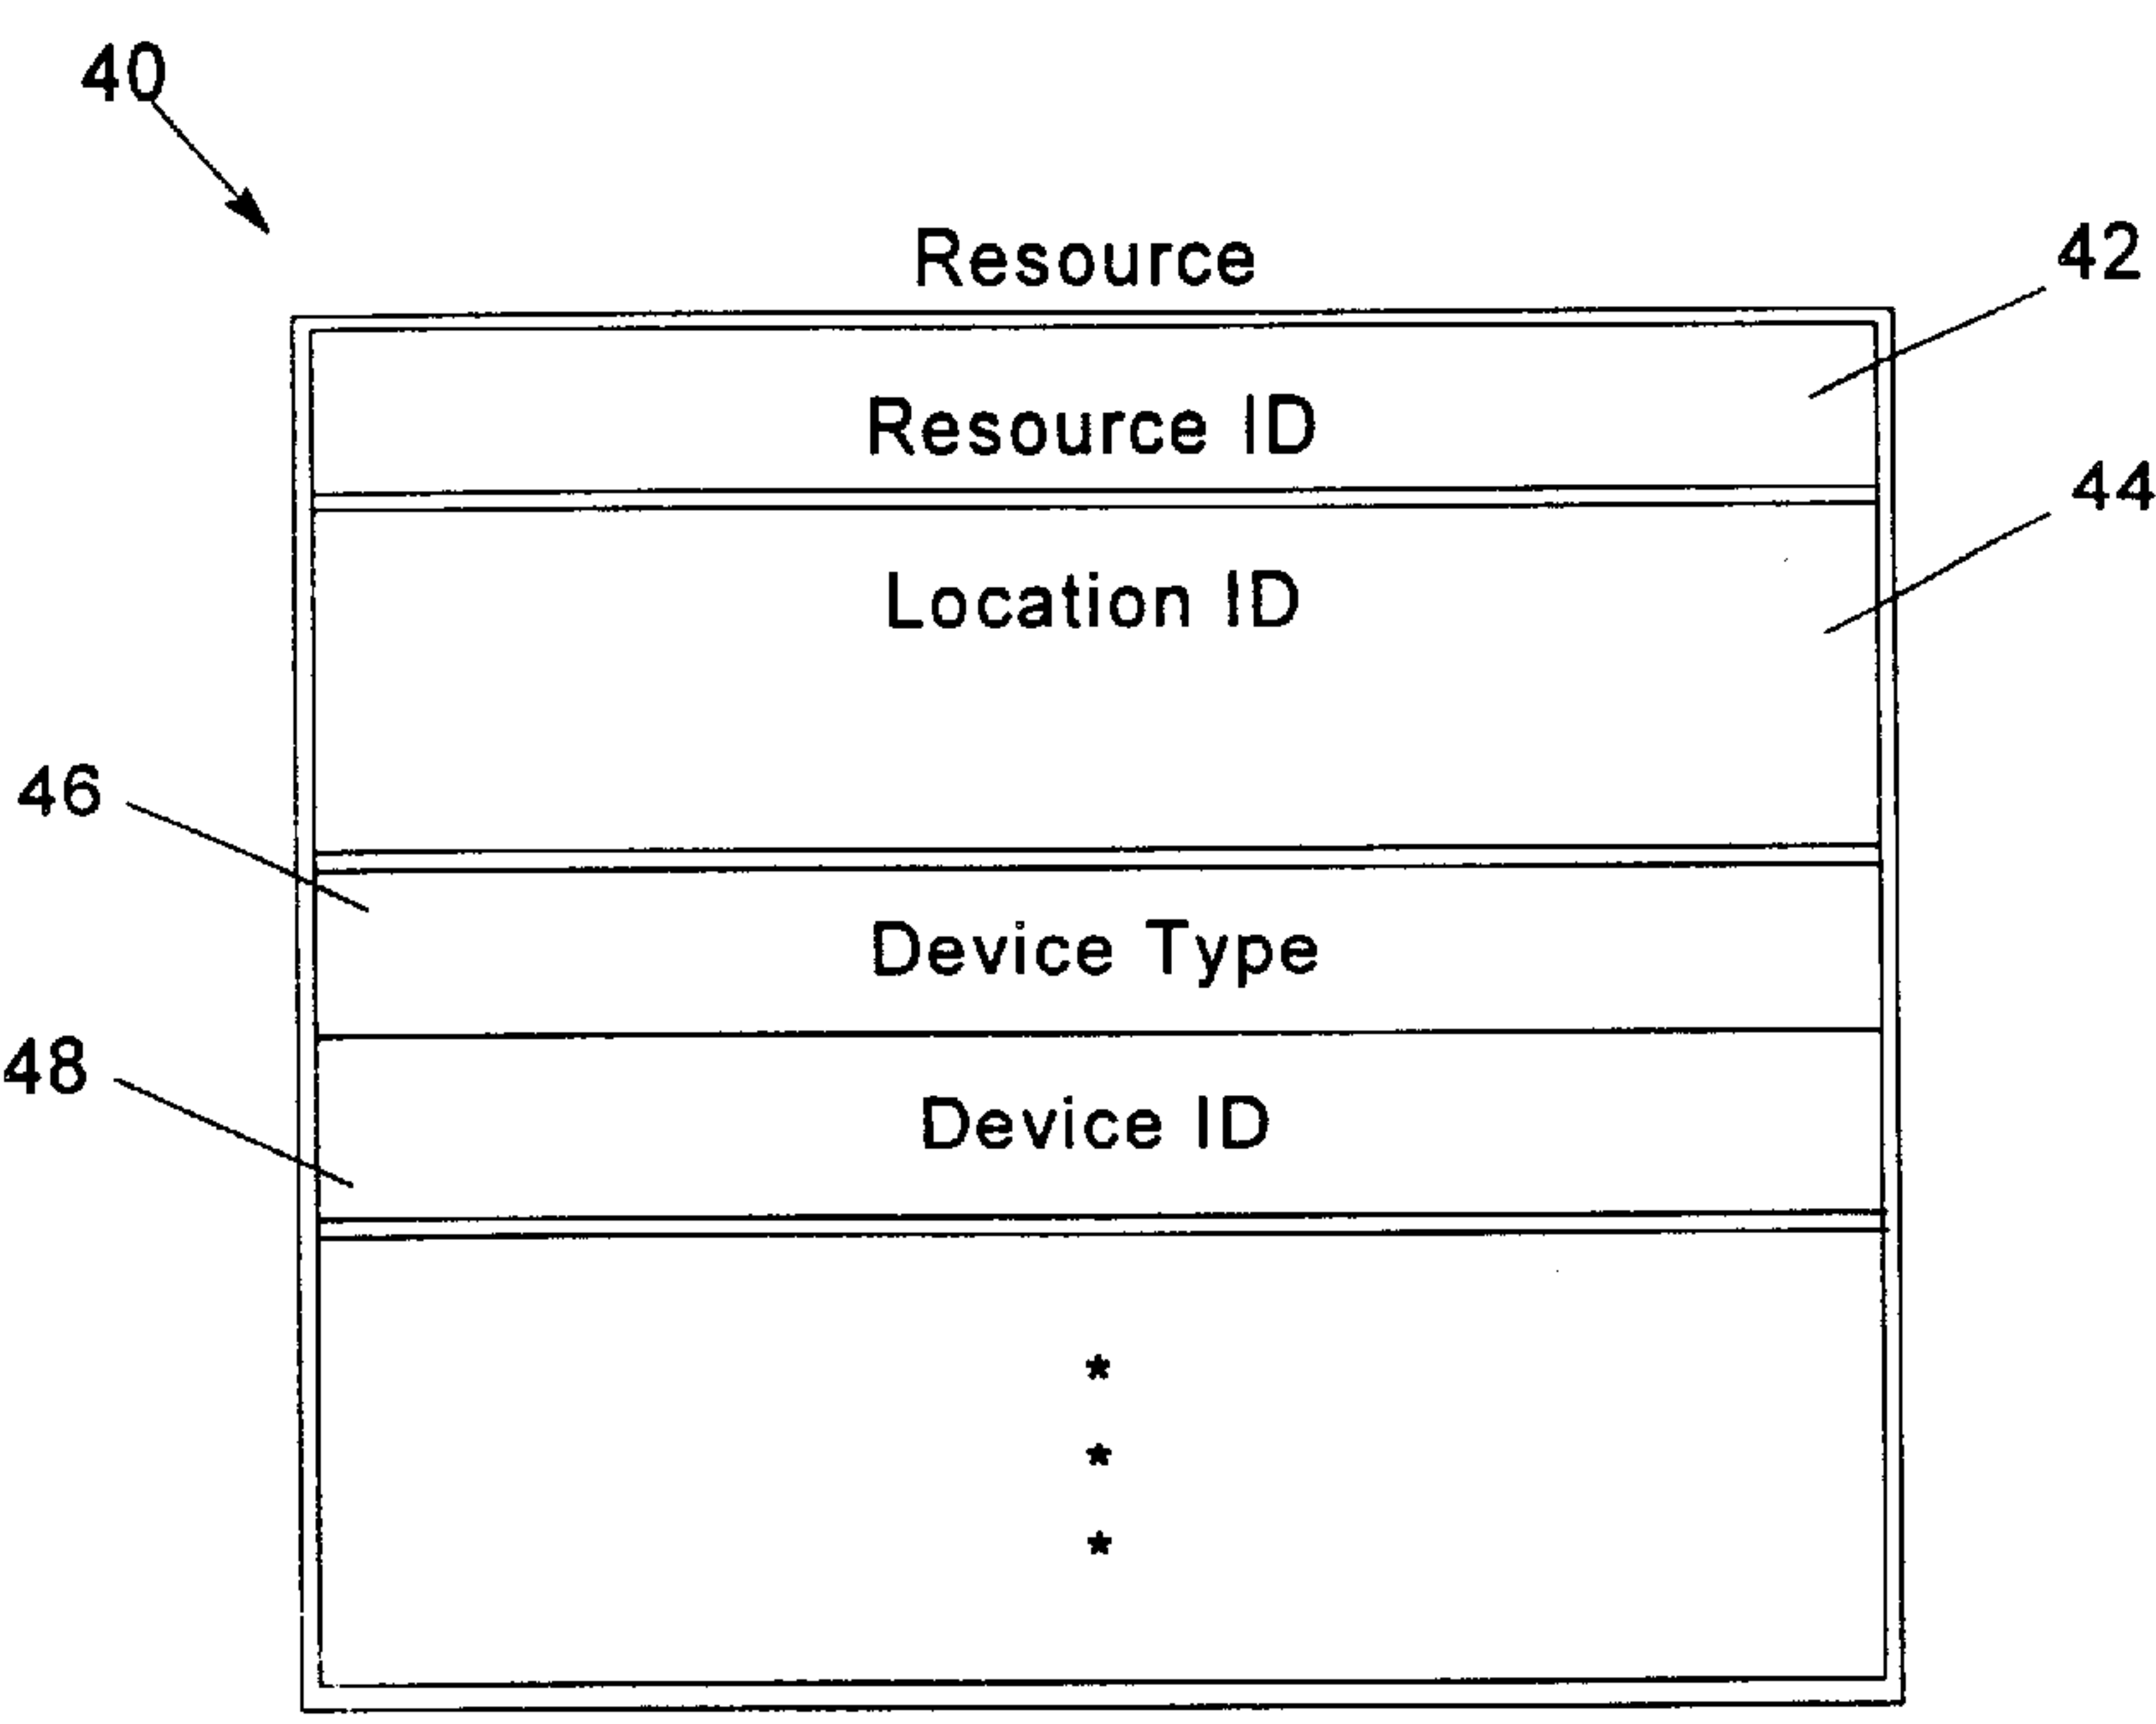 40
Resource
42
Resource ID
44
Location ID
46
Device Type
48
Device ID
*
*
*